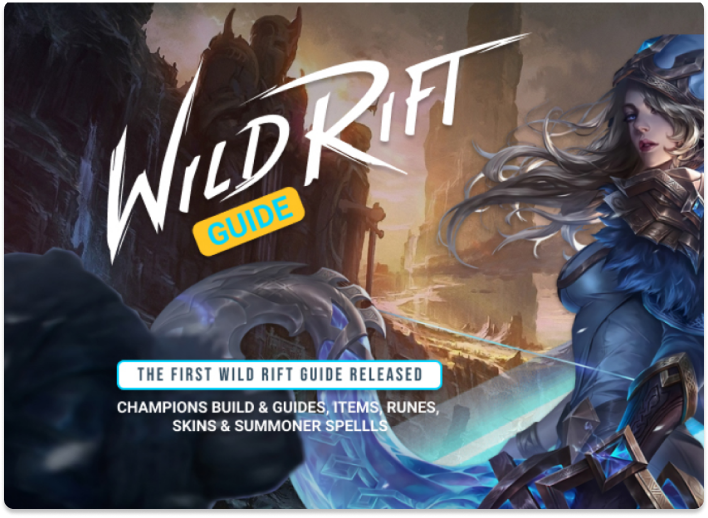 WILD RIFT
GUIDE
THE FIRST WILD RIFT GUIDE RELEASED
CHAMPIONS BUILD & GUIDES, ITEMS, RUNES,
SKINS & SUMMONER SPELLLS